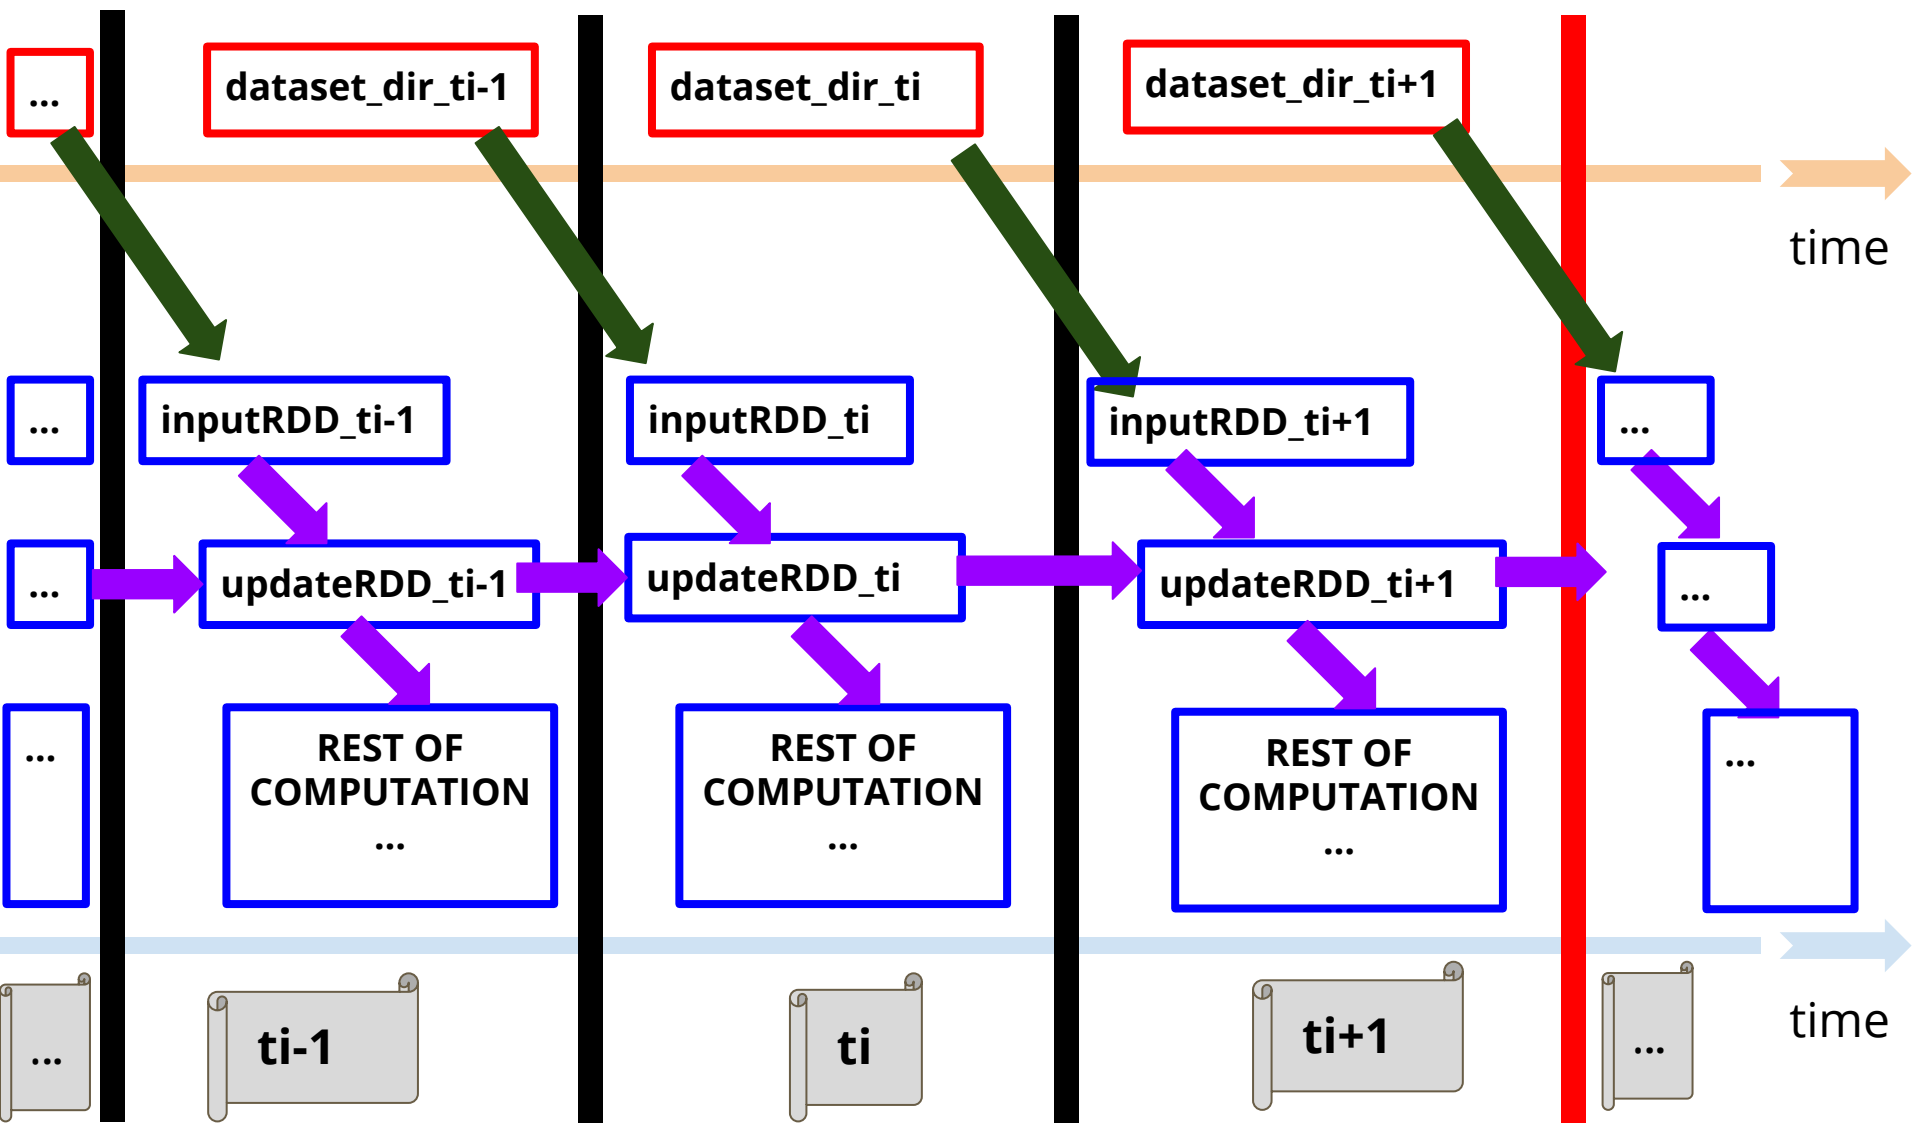 ...
dataset_dir_ti-1
dataset_dir_ti
dataset_dir_ti+1
time
...
inputRDD_ti-1
inputRDD_ti
inputRDD_ti+1
...
...
updateRDD_ti-1
updateRDD_ti
updateRDD_ti+1
...
...
REST OF
COMPUTATION
...
REST OF
COMPUTATION
...
REST OF
COMPUTATION
...
...
...
ti-1
ti
ti+1
...
time